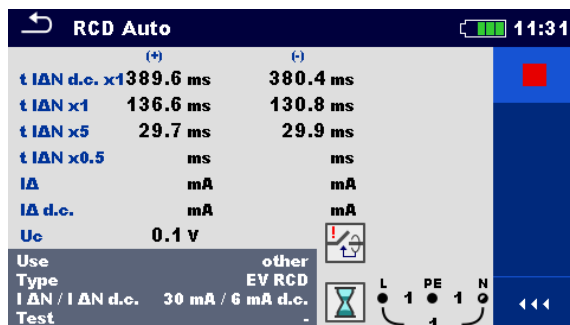 RCD Auto 11:31
(+) (-)
t IΔN d.c. x1 389.6 ms 380.4 ms
t IΔN x1 136.6 ms 130.8 ms
t IΔN x5 29.7 ms 29.9 ms
t IΔN x0.5 ms ms
IΔ mA mA
IΔ d.c. mA mA
Uc 0.1 V
Use other
Type EV RCD
I ΔN / I ΔN d.c. 30 mA / 6 mA d.c.
Test -
L PE N
1 1
1